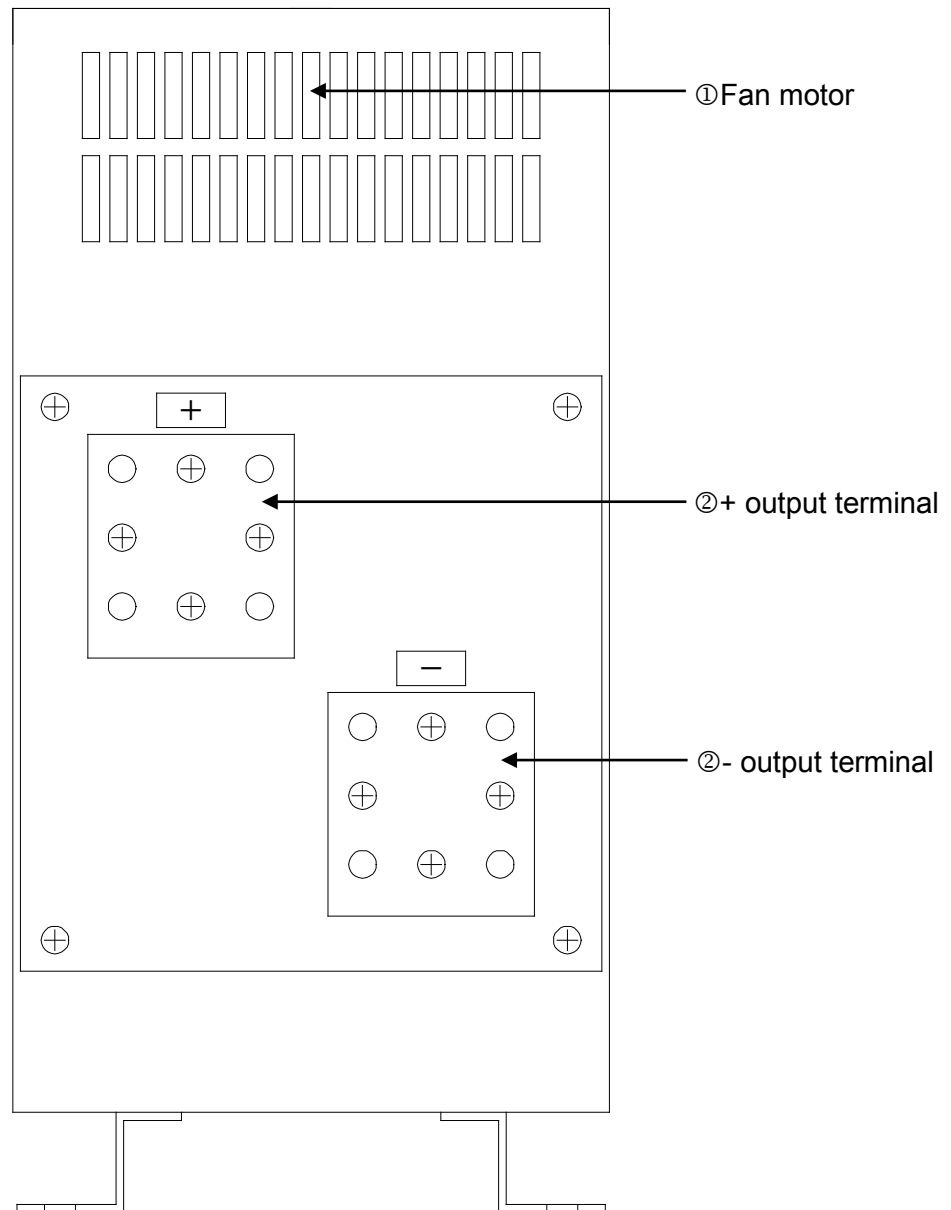 ①Fan motor
+
②+ output terminal
−
②- output terminal